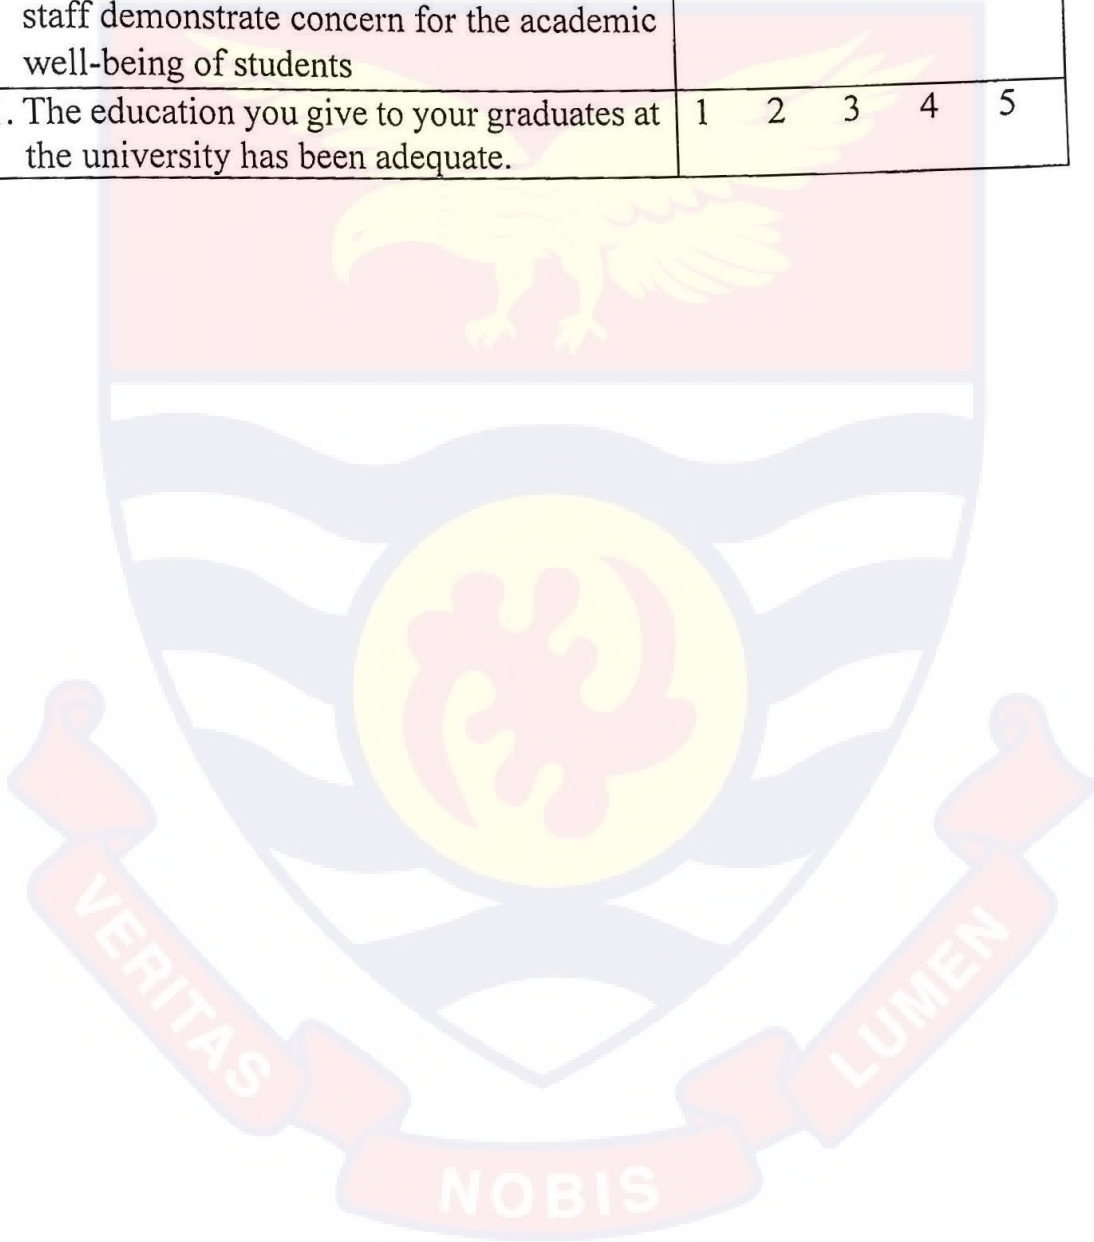 staff demonstrate concern for the academic
well-being of students
. The education you give to your graduates at 1 2 3 4 5
the university has been adequate.
VERITAS
NOBIS
LUMEN